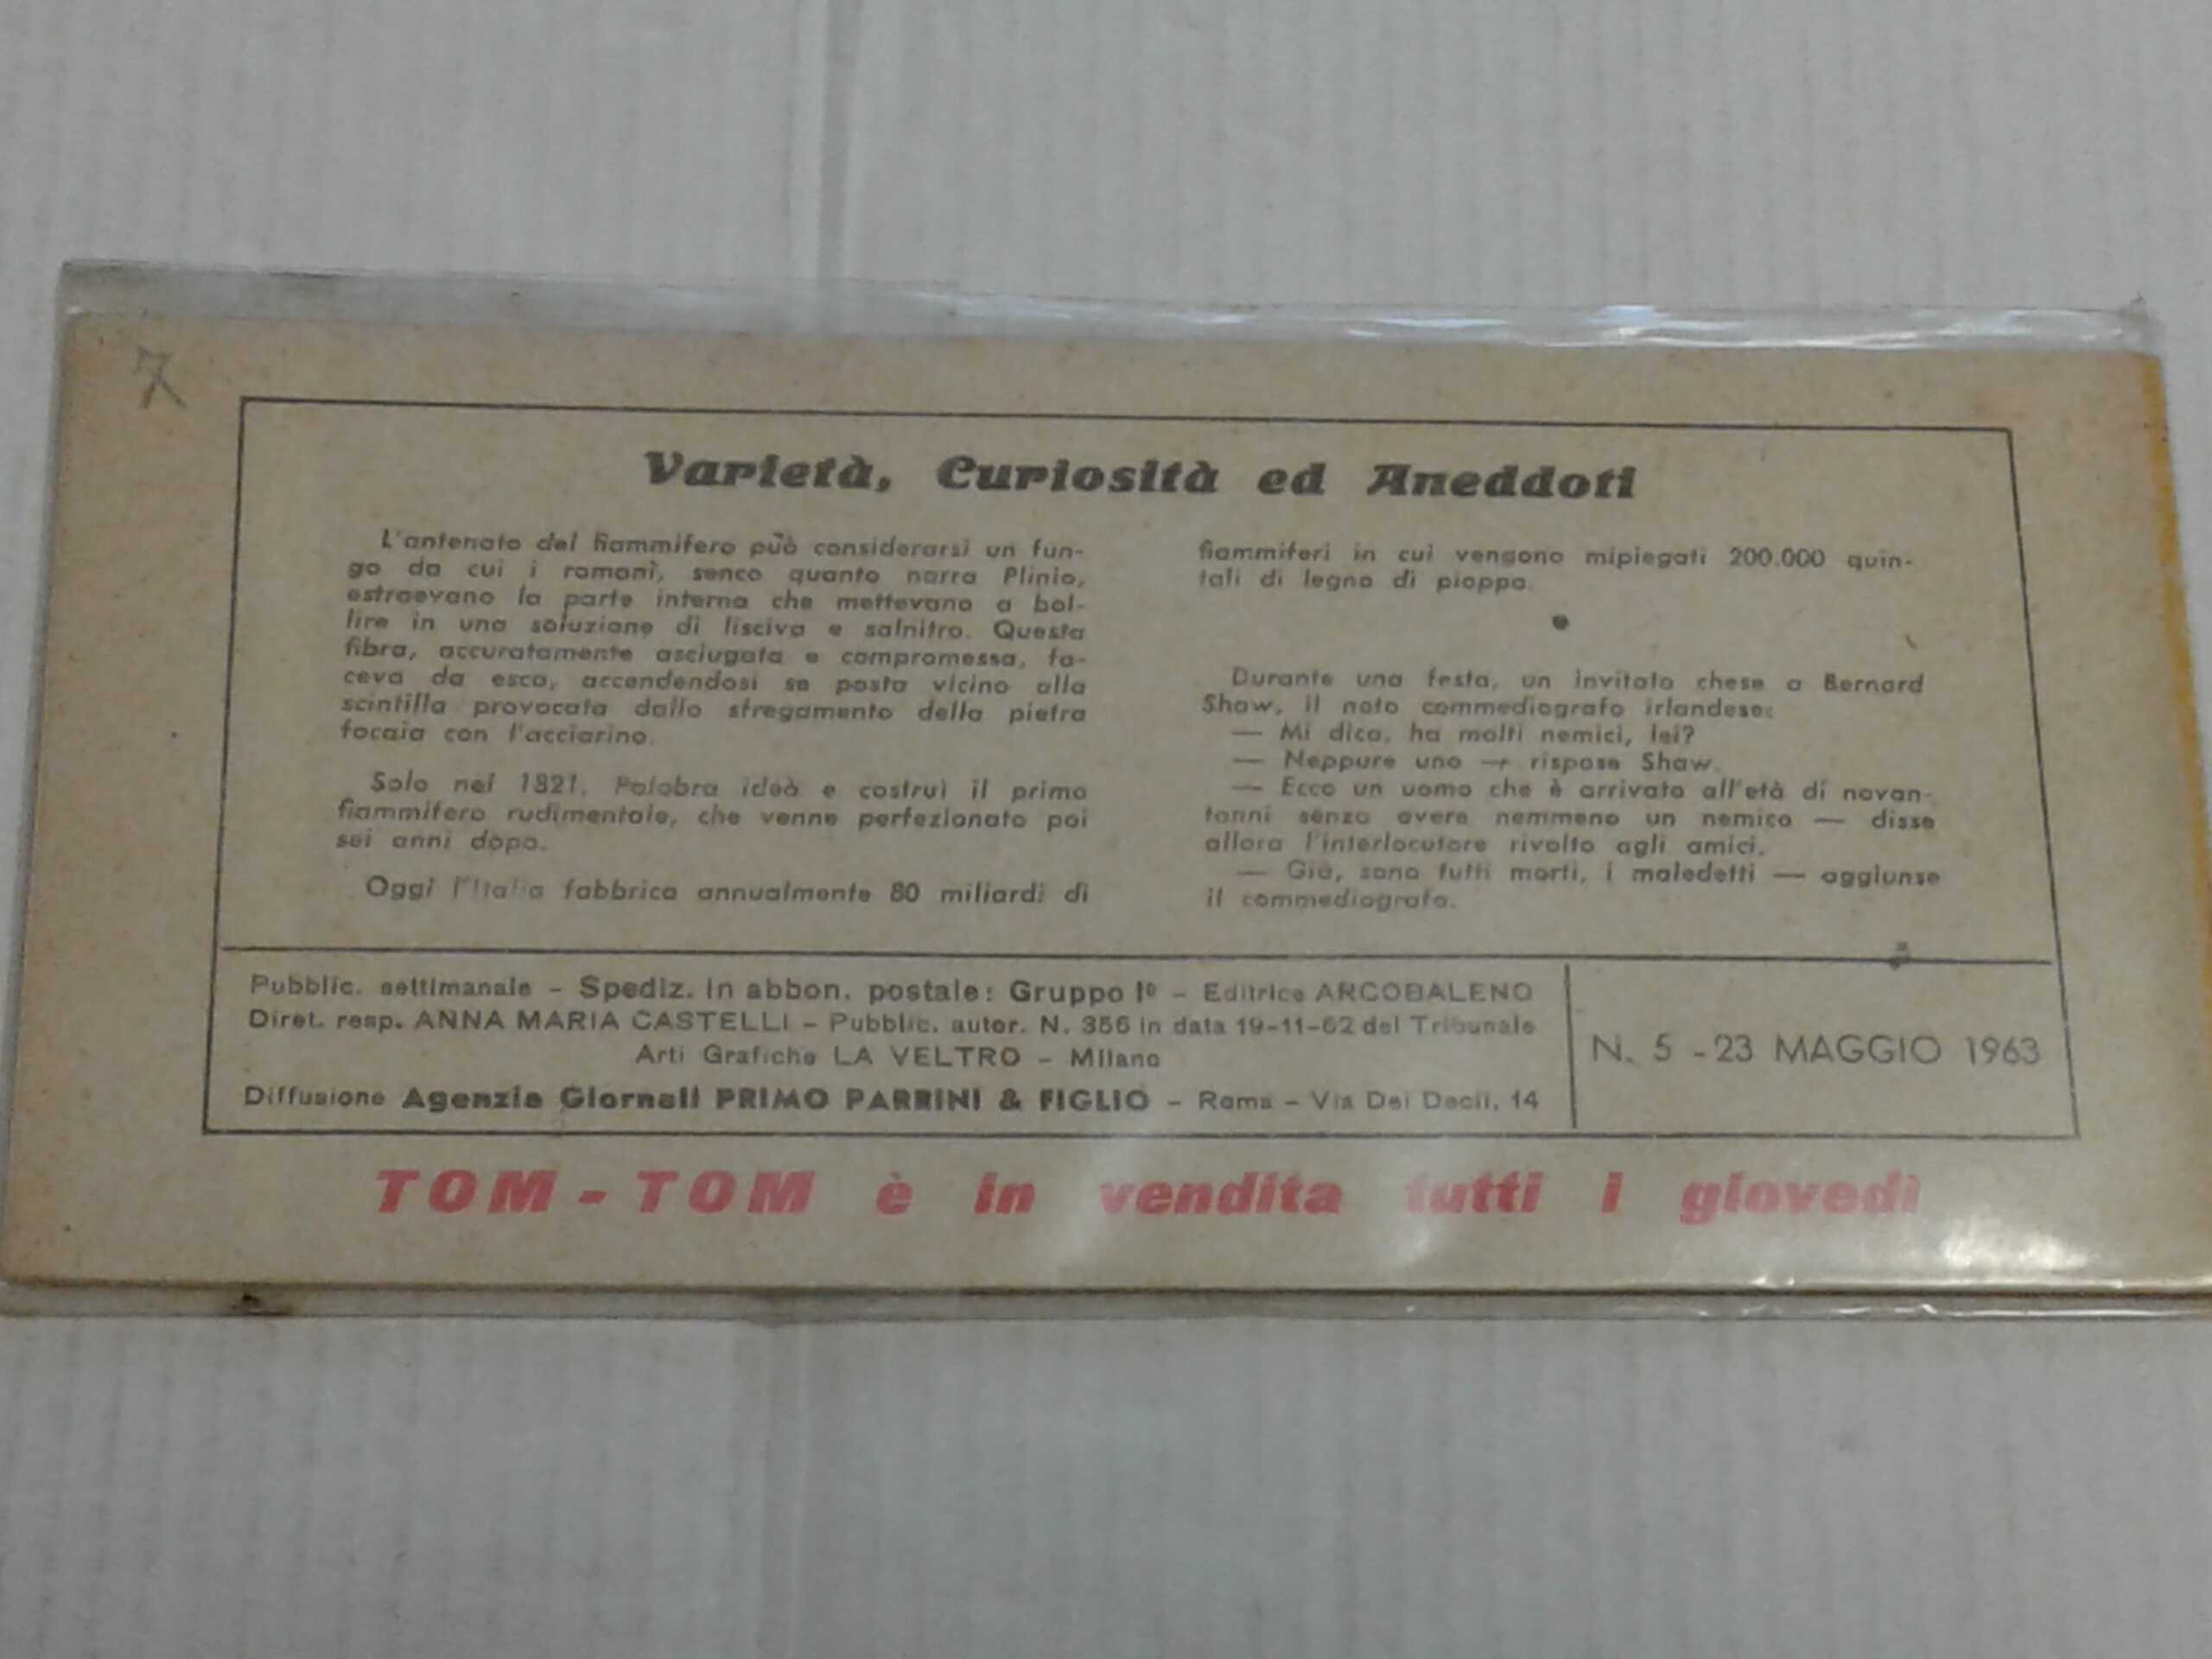 7
Varietà, Curiosità ed Aneddoti
L'antenato del fiammifero può considerarsi un fun-
go da cui i romani, senco quanto narra Plinio,
estraevano la parte interna che mettevano a bol-
lire in una soluzione di lisciva e salnitro. Questa
fibra, accuratamente asciugata e compromessa, fa-
ceva da esca, accendendosi se posta vicino alla
scintilla provocata dallo sfregamento della pietra
focaia con l'acciarino.
Solo nel 1821, Palobra ideò e costruì il primo
fiammifero rudimentale, che venne perfezionato poi
sei anni dopo.
Oggi l'Italia fabbrica annualmente 80 miliardi di
fiammiferi in cui vengono mipiegati 200.000 quin-
tali di legno di pioppo.
Durante una festa, un invitato chese a Bernard
Shaw, il noto commediografo irlandese:
— Mi dica, ha molti nemici, lei?
— Neppure uno — rispose Shaw.
— Ecco un uomo che è arrivato all'età di novan-
tanni senza avere nemmeno un nemico — disse
allora l'interlocutore rivolto agli amici.
— Già, sono tutti morti, i maledetti — aggiunse
il commediografo.
Pubblic. settimanale - Spediz. in abbon. postale: Gruppo Iº - Editrice ARCOBALENO
Diret. resp. ANNA MARIA CASTELLI - Pubblic. autor. N. 356 in data 19-11-62 del Tribunale
Arti Grafiche LA VELTRO - Milano
Diffusione Agenzia Giornali PRIMO PARRINI & FIGLIO - Roma - Via Dei Decii, 14
N. 5 - 23 MAGGIO 1963
TOM - TOM è in vendita tutti i giovedì